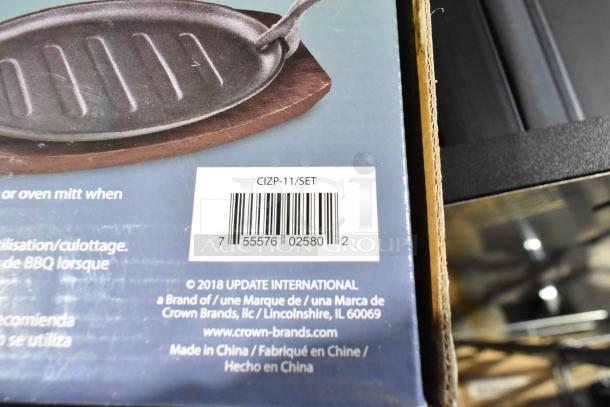 CIZP-11/SET
7 55576 02580 2
or oven mitt when
tilisation/culottage.
de BBQ lorsque
ecomienda
o se utiliza
© 2018 UPDATE INTERNATIONAL
a Brand of / une Marque de / una Marca de
Crown Brands, llc / Lincolnshire, IL 60069
www.crown-brands.com
Made in China / Fabriqué en Chine /
Hecho en China